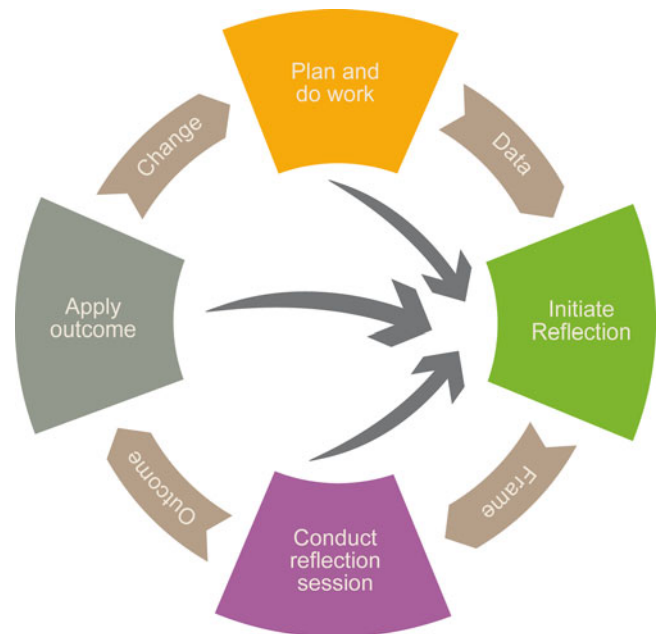 Plan and
do work
Data
Initiate
Reflection
Frame
Conduct
reflection
session
Outcome
Apply
outcome
Change